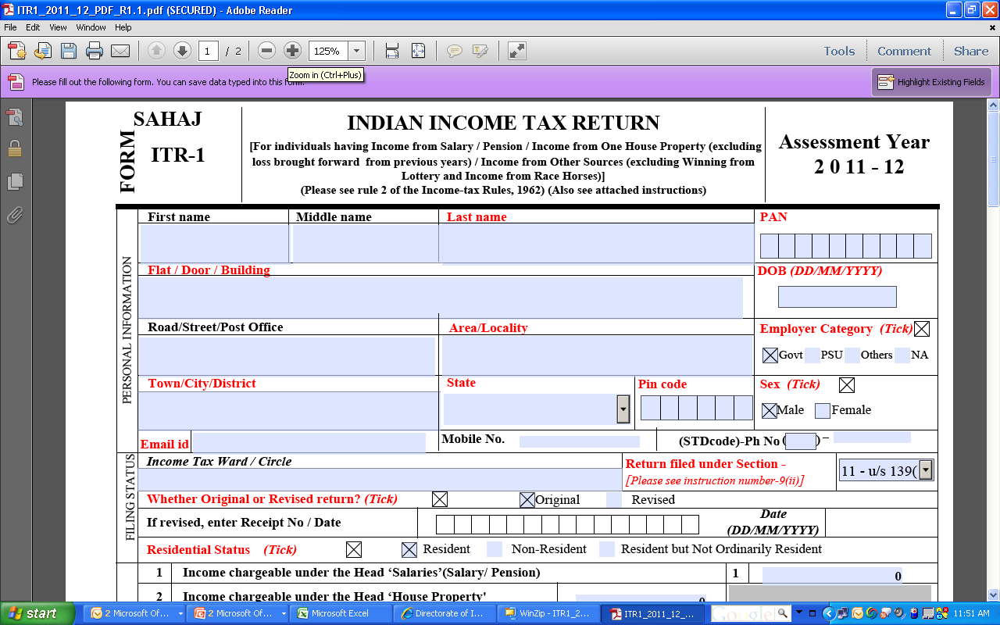 ITR1_2011_12_PDF_R1.1.pdf (SECURED) - Adobe Reader
File Edit View Window Help
1 / 2 125% Tools Comment Share
Zoom in (Ctrl+Plus)
Please fill out the following form. You can save data typed into this form.
Highlight Existing Fields
FORM
SAHAJ
ITR-1
INDIAN INCOME TAX RETURN
[For individuals having Income from Salary / Pension / Income from One House Property (excluding
loss brought forward from previous years) / Income from Other Sources (excluding Winning from
Lottery and Income from Race Horses)]
(Please see rule 2 of the Income-tax Rules, 1962) (Also see attached instructions)
Assessment Year
2 0 11 - 12
PERSONAL INFORMATION
First name Middle name Last name PAN
Flat / Door / Building DOB (DD/MM/YYYY)
Road/Street/Post Office Area/Locality Employer Category (Tick)
Govt PSU Others NA
Town/City/District State Pin code Sex (Tick)
Male Female
Email id Mobile No. (STDcode)-Ph No ( ) –
FILING STATUS
Income Tax Ward / Circle Return filed under Section -
[Please see instruction number-9(ii)]
11 - u/s 139(
Whether Original or Revised return? (Tick) Original Revised
If revised, enter Receipt No / Date Date
(DD/MM/YYYY)
Residential Status (Tick) Resident Non-Resident Resident but Not Ordinarily Resident
1 Income chargeable under the Head ‘Salaries’(Salary/ Pension) 1 0
2 Income chargeable under the Head ‘House Property' 0
start 2 Microsoft Of... 2 Microsoft Of... Microsoft Excel Directorate of I... WinZip - ITR1_2... ITR1_2011_12_... Google 11:51 AM